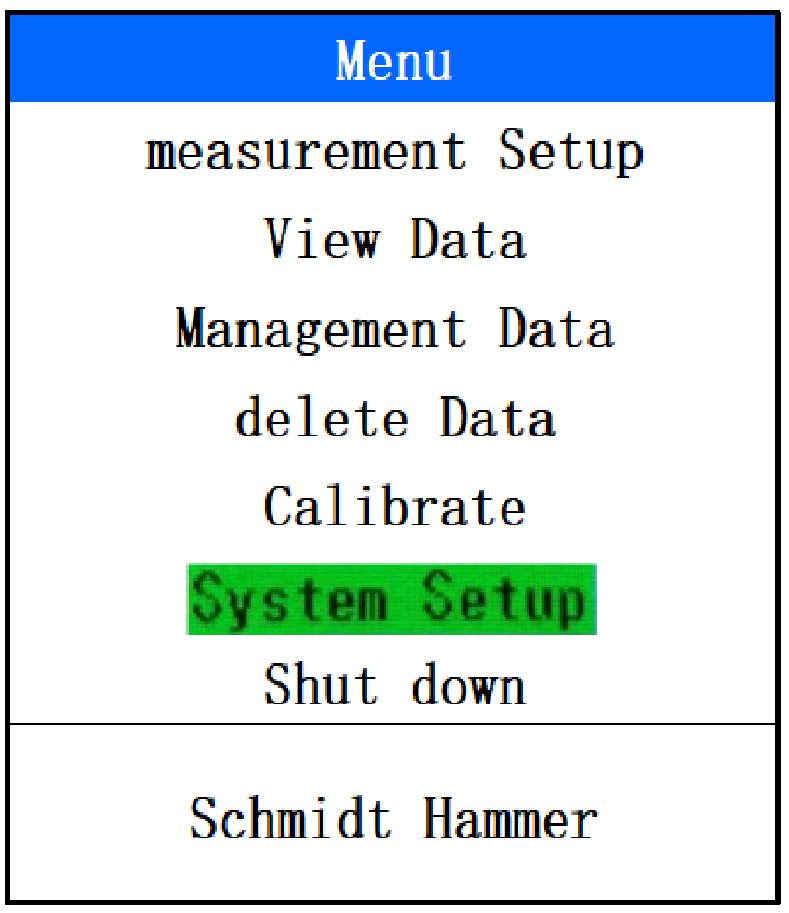 Menu
measurement Setup
View Data
Management Data
delete Data
Calibrate
System Setup
Shut down
Schmidt Hammer